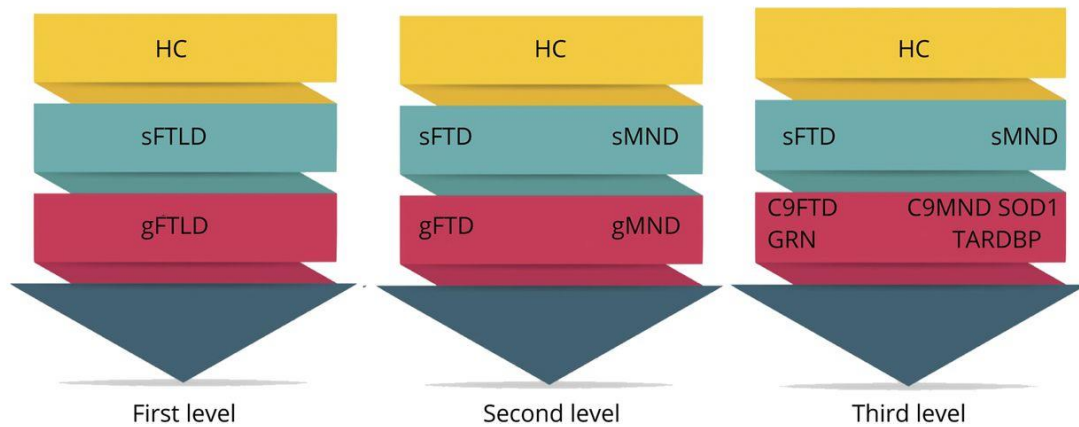 HC
sFTLD
gFTLD
First level
HC
sFTD sMND
gFTD gMND
Second level
HC
sFTD sMND
C9FTD C9MND SOD1
GRN TARDBP
Third level